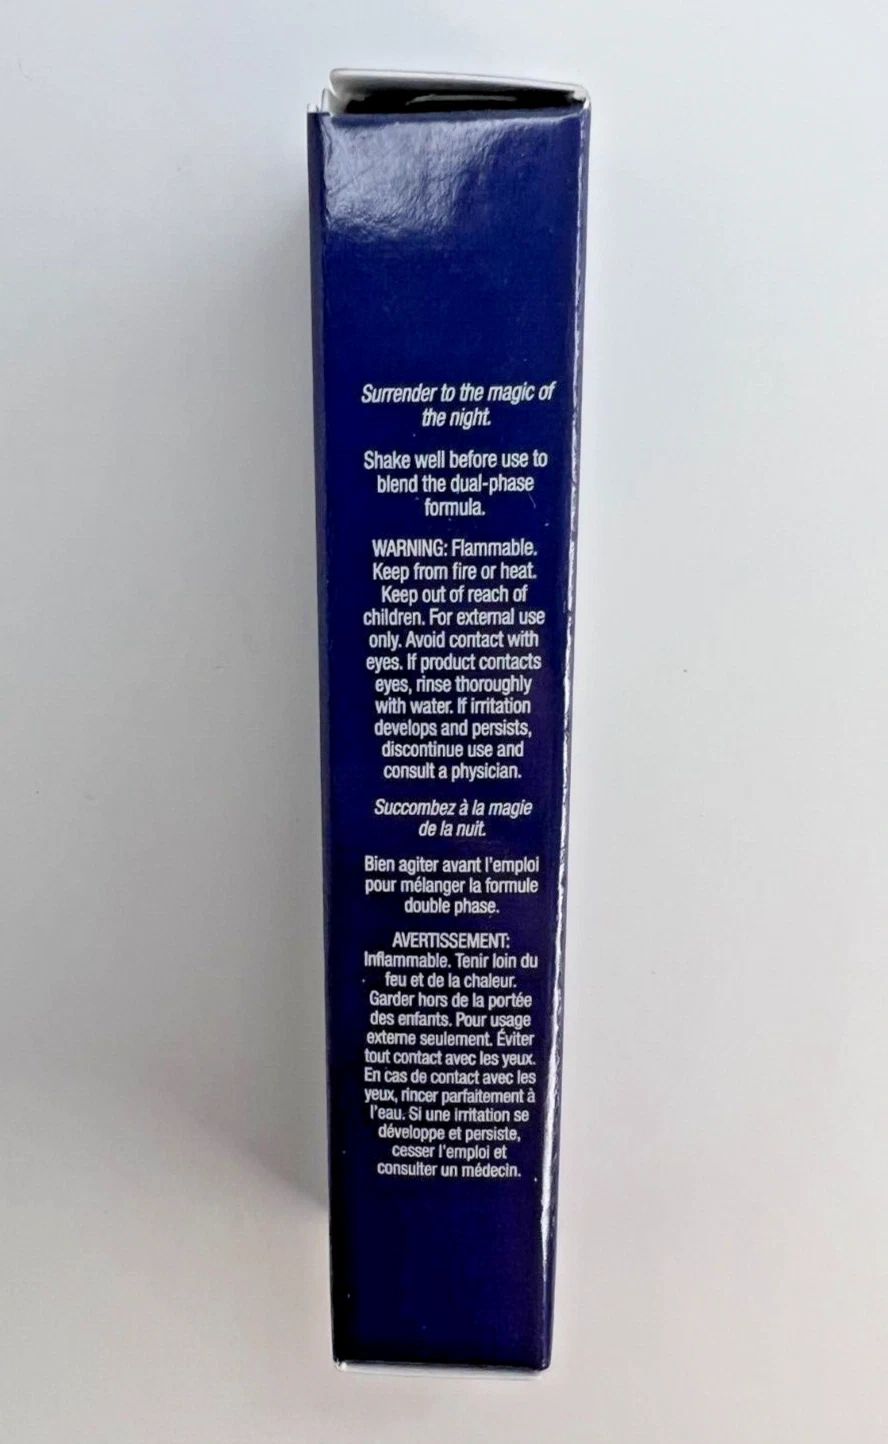 Surrender to the magic of
the night.
Shake well before use to
blend the dual-phase
formula.
WARNING: Flammable.
Keep from fire or heat.
Keep out of reach of
children. For external use
only. Avoid contact with
eyes. If product contacts
eyes, rinse thoroughly
with water. If irritation
develops and persists,
discontinue use and
consult a physician.
Succombez à la magie
de la nuit.
Bien agiter avant l'emploi
pour mélanger la formule
double phase.
AVERTISSEMENT:
Inflammable. Tenir loin du
feu et de la chaleur.
Garder hors de la portée
des enfants. Pour usage
externe seulement. Éviter
tout contact avec les yeux.
En cas de contact avec les
yeux, rincer parfaitement à
l'eau. Si une irritation se
développe et persiste,
cesser l'emploi et
consulter un médecin.